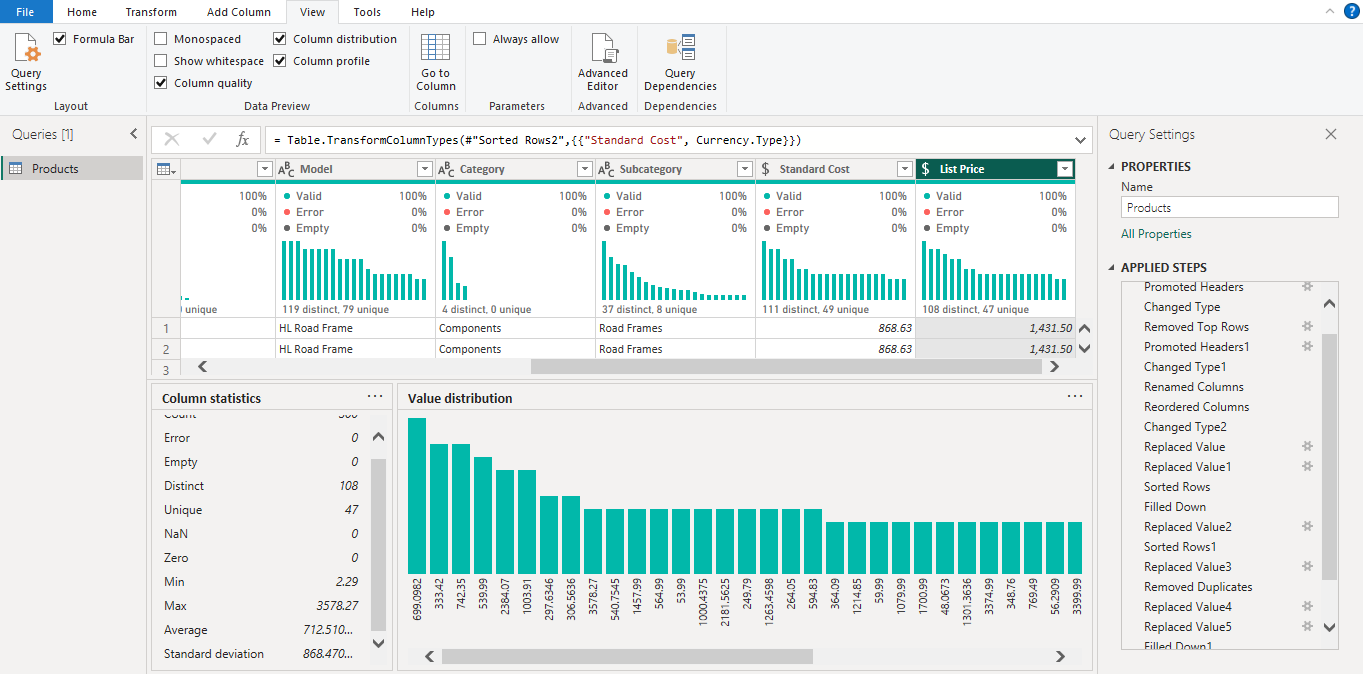 File Home Transform Add Column View Tools Help
Formula Bar Monospaced Column distribution Always allow
Show whitespace Column profile
Column quality
Query Settings
Go to Column
Advanced Editor
Query Dependencies
Layout Data Preview Columns Parameters Advanced Dependencies
Queries [1]
Products
fx = Table.TransformColumnTypes(#"Sorted Rows2",{{"Standard Cost", Currency.Type}})
ABC Model ABC Category ABC Subcategory $ Standard Cost $ List Price
100% Valid 100% Valid 100% Valid 100% Valid 100% Valid 100%
0% Error 0% Error 0% Error 0% Error 0% Error 0%
0% Empty 0% Empty 0% Empty 0% Empty 0% Empty 0%
unique 119 distinct, 79 unique 4 distinct, 0 unique 37 distinct, 8 unique 111 distinct, 49 unique 108 distinct, 47 unique
1 HL Road Frame Components Road Frames 868.63 1,431.50
2 HL Road Frame Components Road Frames 868.63 1,431.50
3
Column statistics ...
Count
Error 0
Empty 0
Distinct 108
Unique 47
NaN 0
Zero 0
Min 2.29
Max 3578.27
Average 712.510...
Standard deviation 868.470...
Value distribution ...
699.0982
333.42
742.35
539.99
2384.07
1003.91
297.6346
306.5636
3578.27
540.7545
1457.99
564.99
53.99
1000.4375
2181.5625
249.79
1263.4598
264.05
594.83
364.09
1214.85
59.99
1079.99
1700.99
48.0673
1301.3636
3374.99
348.76
769.49
56.2909
3399.99
Query Settings
PROPERTIES
Name
Products
All Properties
APPLIED STEPS
Promoted Headers
Changed Type
Removed Top Rows
Promoted Headers1
Changed Type1
Renamed Columns
Reordered Columns
Changed Type2
Replaced Value
Replaced Value1
Sorted Rows
Filled Down
Replaced Value2
Sorted Rows1
Replaced Value3
Removed Duplicates
Replaced Value4
Replaced Value5
Filled Down1